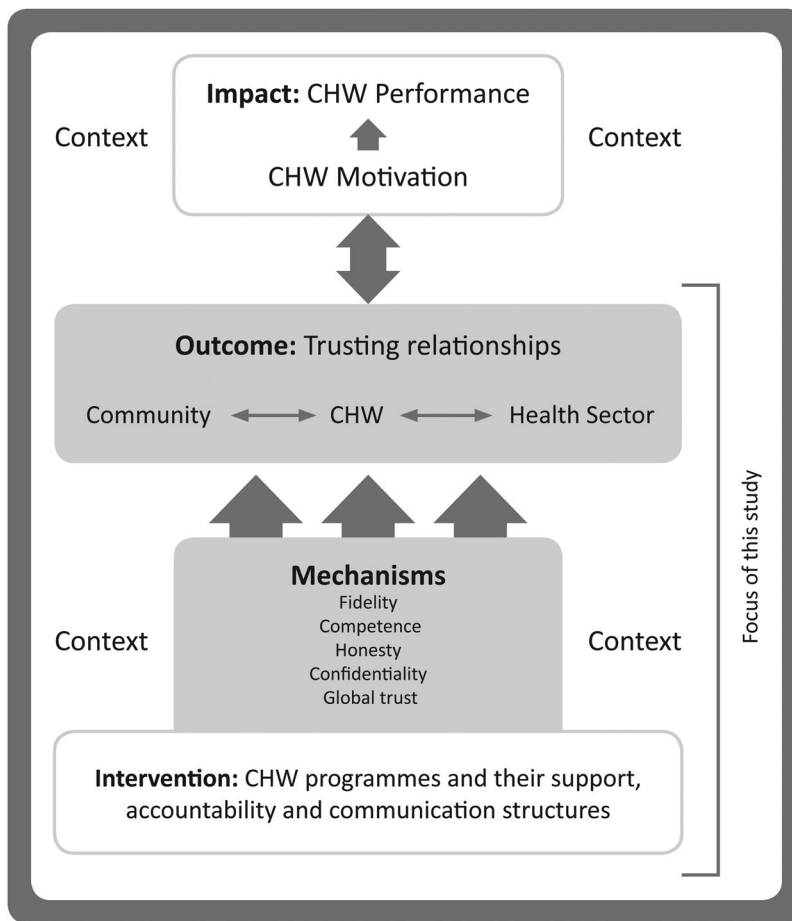 Impact: CHW Performance
Context
Context
CHW Motivation
Outcome: Trusting relationships
Community
CHW
Health Sector
Mechanisms
Fidelity
Competence
Honesty
Confidentiality
Global trust
Context
Context
Intervention: CHW programmes and their support,
accountability and communication structures
Focus of this study